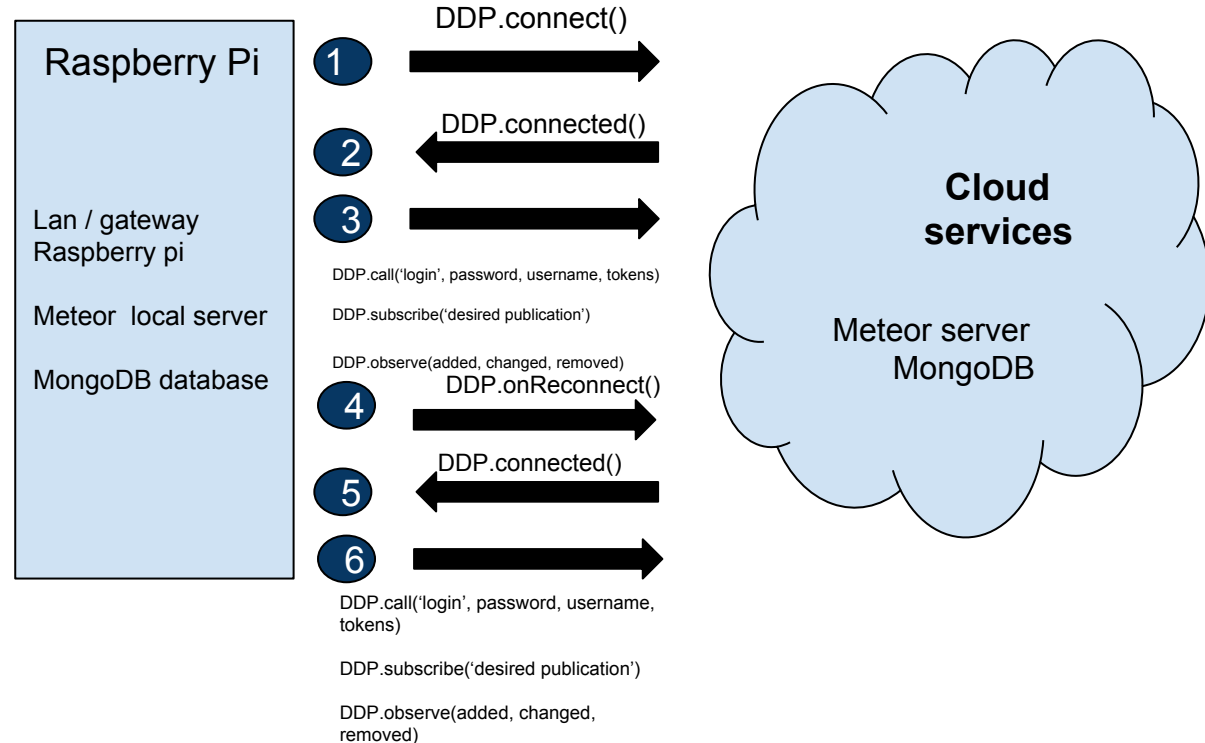 Raspberry Pi
Lan / gateway
Raspberry pi
Meteor  local server
MongoDB database
1
DDP.connect()
2
DDP.connected()
3
DDP.call(‘login’, password, username, tokens)
DDP.subscribe(‘desired publication’)
DDP.observe(added, changed, removed)
4
DDP.onReconnect()
5
DDP.connected()
6
DDP.call(‘login’, password, username,
tokens)
DDP.subscribe(‘desired publication’)
DDP.observe(added, changed,
removed)
Cloud
services
Meteor server
MongoDB